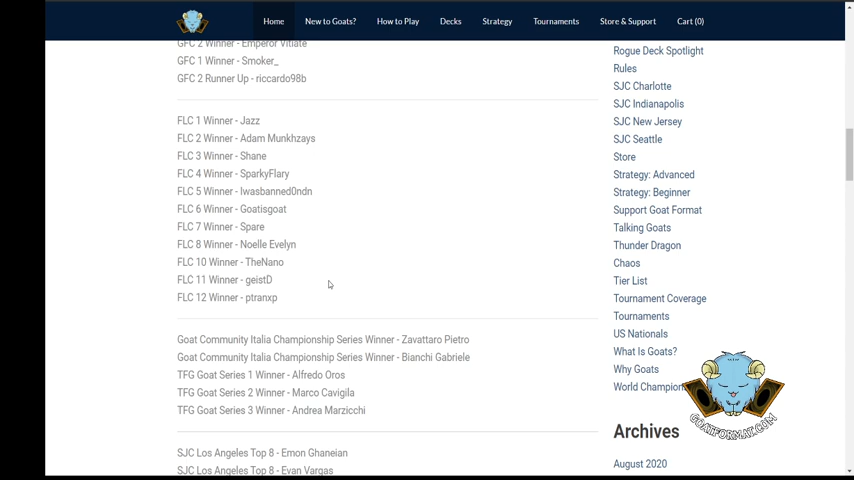 Home New to Goats? How to Play Decks Strategy Tournaments Store & Support Cart (0)
GFC 2 Winner - Emperor Vitiate
GFC 1 Winner - Smoker_
GFC 2 Runner Up - riccardo98b
FLC 1 Winner - Jazz
FLC 2 Winner - Adam Munkhzays
FLC 3 Winner - Shane
FLC 4 Winner - SparkyFlary
FLC 5 Winner - Iwasbanned0ndn
FLC 6 Winner - Goatisgoat
FLC 7 Winner - Spare
FLC 8 Winner - Noelle Evelyn
FLC 10 Winner - TheNano
FLC 11 Winner - geistD
FLC 12 Winner - ptranxp
Goat Community Italia Championship Series Winner - Zavattaro Pietro
Goat Community Italia Championship Series Winner - Bianchi Gabriele
TFG Goat Series 1 Winner - Alfredo Oros
TFG Goat Series 2 Winner - Marco Cavigila
TFG Goat Series 3 Winner - Andrea Marzicchi
SJC Los Angeles Top 8 - Emon Ghaneian
SJC Los Angeles Top 8 - Evan Vargas
Rogue Deck Spotlight
Rules
SJC Charlotte
SJC Indianapolis
SJC New Jersey
SJC Seattle
Store
Strategy: Advanced
Strategy: Beginner
Support Goat Format
Talking Goats
Thunder Dragon
Chaos
Tier List
Tournament Coverage
Tournaments
US Nationals
What Is Goats?
Why Goats
World Champion
GOATFORMAT.COM
Archives
August 2020